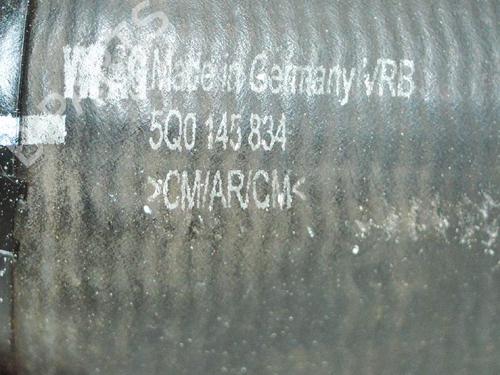 Made in Germany VRB
5Q0 145 834
>CM/AR/CM<